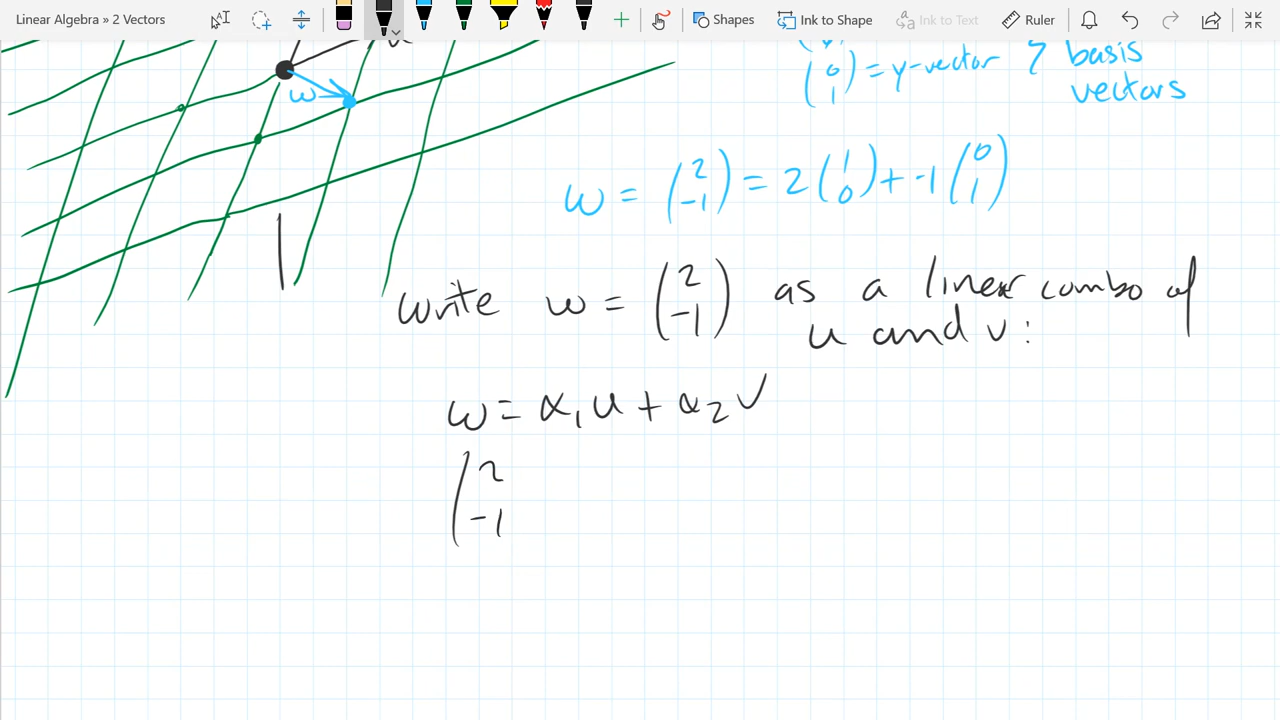 Linear Algebra » 2 Vectors
Shapes
Ink to Shape
Ink to Text
Ruler
w
(0 1) = y-vector } basis
vectors
w = (2 -1) = 2 (1 0) + -1 (0 1)
Write w = (2 -1) as a linear combo of
u and v:
w = α₁u + α₂v
(2
-1